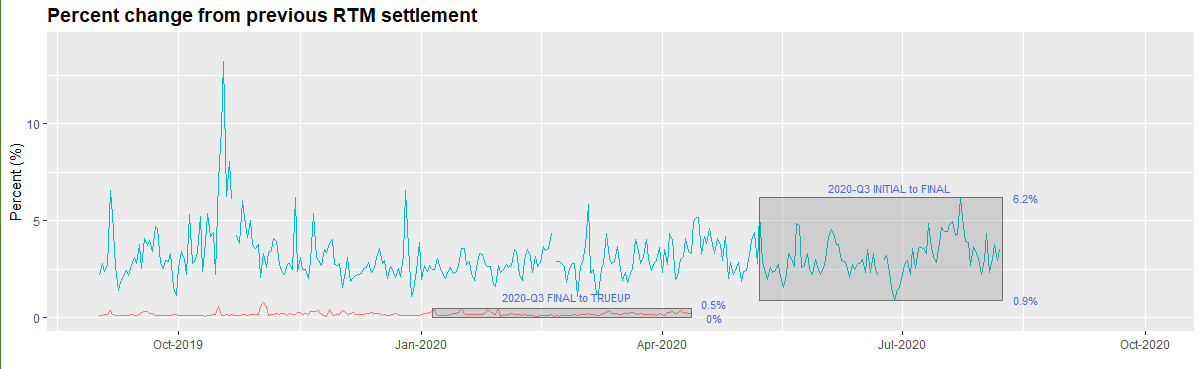 Percent change from previous RTM settlement
Percent (%)
10
5
0
2020-Q3 INITIAL to FINAL
6.2%
0.9%
2020-Q3 FINAL to TRUEUP
0.5%
0%
Oct-2019
Jan-2020
Apr-2020
Jul-2020
Oct-2020